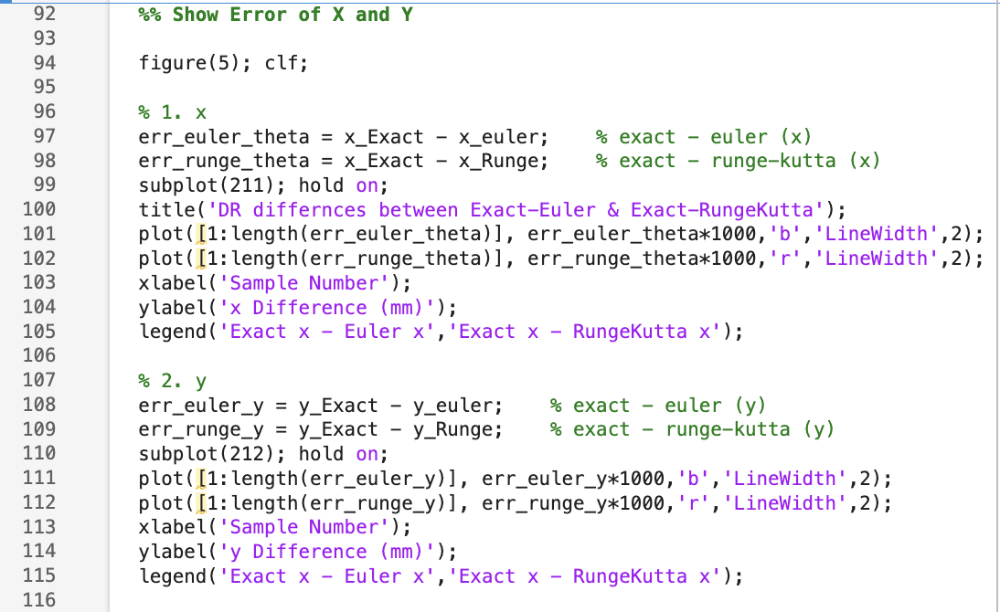 92 %% Show Error of X and Y
93
94 figure(5); clf;
95
96 % 1. x
97 err_euler_theta = x_Exact - x_euler;    % exact - euler (x)
98 err_runge_theta = x_Exact - x_Runge;    % exact - runge-kutta (x)
99 subplot(211); hold on;
100 title('DR differnces between Exact-Euler & Exact-RungeKutta');
101 plot([1:length(err_euler_theta)], err_euler_theta*1000,'b','LineWidth',2);
102 plot([1:length(err_runge_theta)], err_runge_theta*1000,'r','LineWidth',2);
103 xlabel('Sample Number');
104 ylabel('x Difference (mm)');
105 legend('Exact x - Euler x','Exact x - RungeKutta x');
106
107 % 2. y
108 err_euler_y = y_Exact - y_euler;    % exact - euler (y)
109 err_runge_y = y_Exact - y_Runge;    % exact - runge-kutta (y)
110 subplot(212); hold on;
111 plot([1:length(err_euler_y)], err_euler_y*1000,'b','LineWidth',2);
112 plot([1:length(err_runge_y)], err_runge_y*1000,'r','LineWidth',2);
113 xlabel('Sample Number');
114 ylabel('y Difference (mm)');
115 legend('Exact x - Euler x','Exact x - RungeKutta x');
116